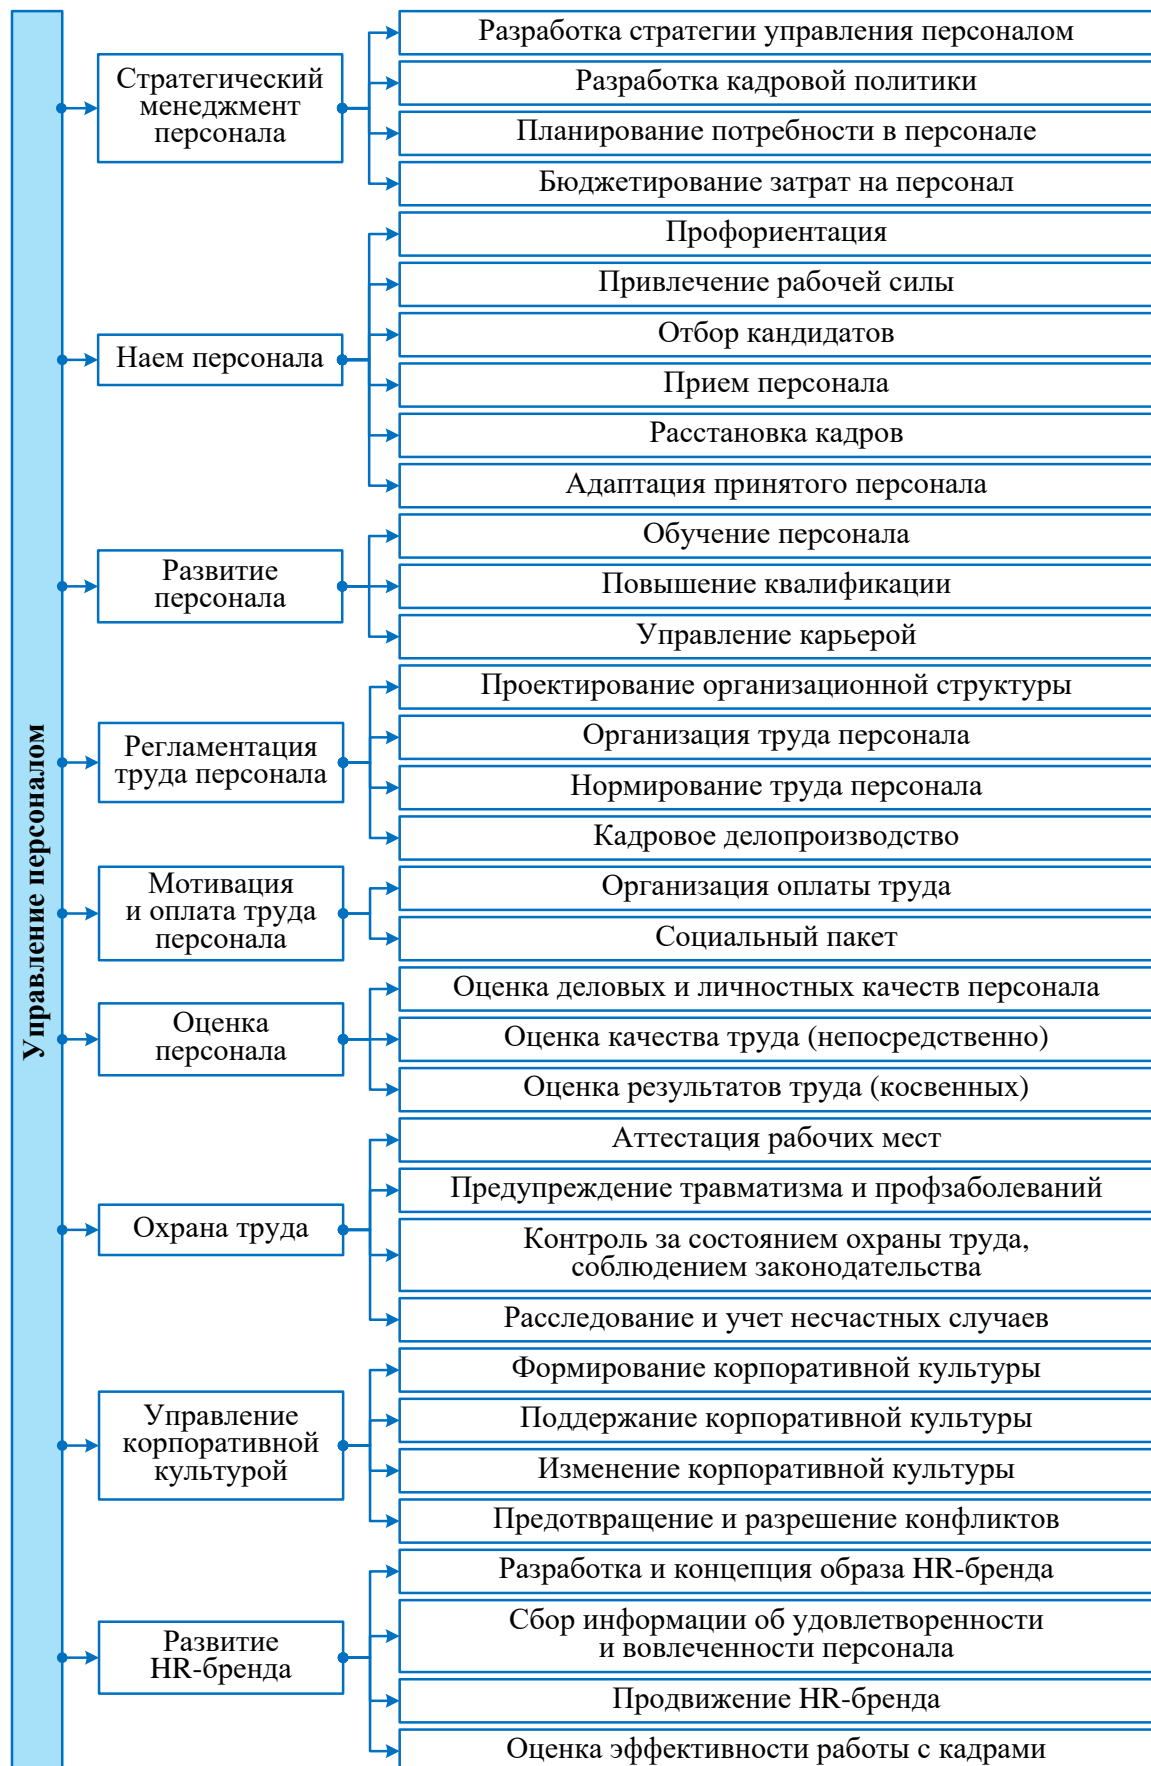 Управление персоналом
Стратегический
менеджмент
персонала
Разработка стратегии управления персоналом
Разработка кадровой политики
Планирование потребности в персонале
Бюджетирование затрат на персонал
Наем персонала
Профориентация
Привлечение рабочей силы
Отбор кандидатов
Прием персонала
Расстановка кадров
Адаптация принятого персонала
Развитие
персонала
Обучение персонала
Повышение квалификации
Управление карьерой
Регламентация
труда персонала
Проектирование организационной структуры
Организация труда персонала
Нормирование труда персонала
Кадровое делопроизводство
Мотивация
и оплата труда
персонала
Организация оплаты труда
Социальный пакет
Оценка
персонала
Оценка деловых и личностных качеств персонала
Оценка качества труда (непосредственно)
Оценка результатов труда (косвенных)
Охрана труда
Аттестация рабочих мест
Предупреждение травматизма и профзаболеваний
Контроль за состоянием охраны труда,
соблюдением законодательства
Расследование и учет несчастных случаев
Управление
корпоративной
культурой
Формирование корпоративной культуры
Поддержание корпоративной культуры
Изменение корпоративной культуры
Предотвращение и разрешение конфликтов
Развитие
HR-бренда
Разработка и концепция образа HR-бренда
Сбор информации об удовлетворенности
и вовлеченности персонала
Продвижение HR-бренда
Оценка эффективности работы с кадрами